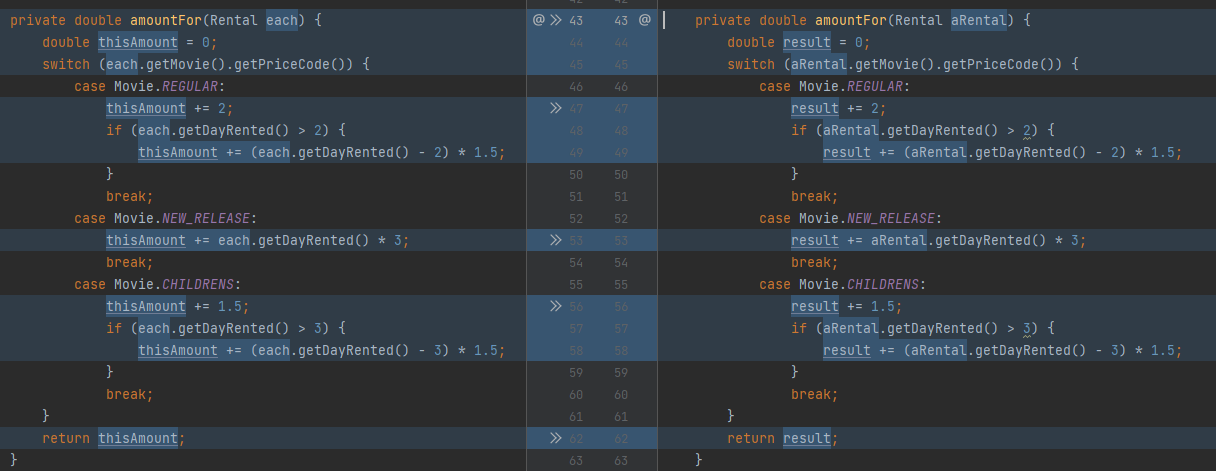 private double amountFor(Rental each) {
    double thisAmount = 0;
    switch (each.getMovie().getPriceCode()) {
        case Movie.REGULAR:
            thisAmount += 2;
            if (each.getDayRented() > 2) {
                thisAmount += (each.getDayRented() - 2) * 1.5;
            }
            break;
        case Movie.NEW_RELEASE:
            thisAmount += each.getDayRented() * 3;
            break;
        case Movie.CHILDRENS:
            thisAmount += 1.5;
            if (each.getDayRented() > 3) {
                thisAmount += (each.getDayRented() - 3) * 1.5;
            }
            break;
    }
    return thisAmount;
}
@ >> 43 43 @
44 44
45 45
46 46
>> 47 47
48 48
49 49
50 50
51 51
52 52
>> 53 53
54 54
55 55
>> 56 56
57 57
58 58
59 59
60 60
61 61
>> 62 62
63 63
private double amountFor(Rental aRental) {
    double result = 0;
    switch (aRental.getMovie().getPriceCode()) {
        case Movie.REGULAR:
            result += 2;
            if (aRental.getDayRented() > 2) {
                result += (aRental.getDayRented() - 2) * 1.5;
            }
            break;
        case Movie.NEW_RELEASE:
            result += aRental.getDayRented() * 3;
            break;
        case Movie.CHILDRENS:
            result += 1.5;
            if (aRental.getDayRented() > 3) {
                result += (aRental.getDayRented() - 3) * 1.5;
            }
            break;
    }
    return result;
}